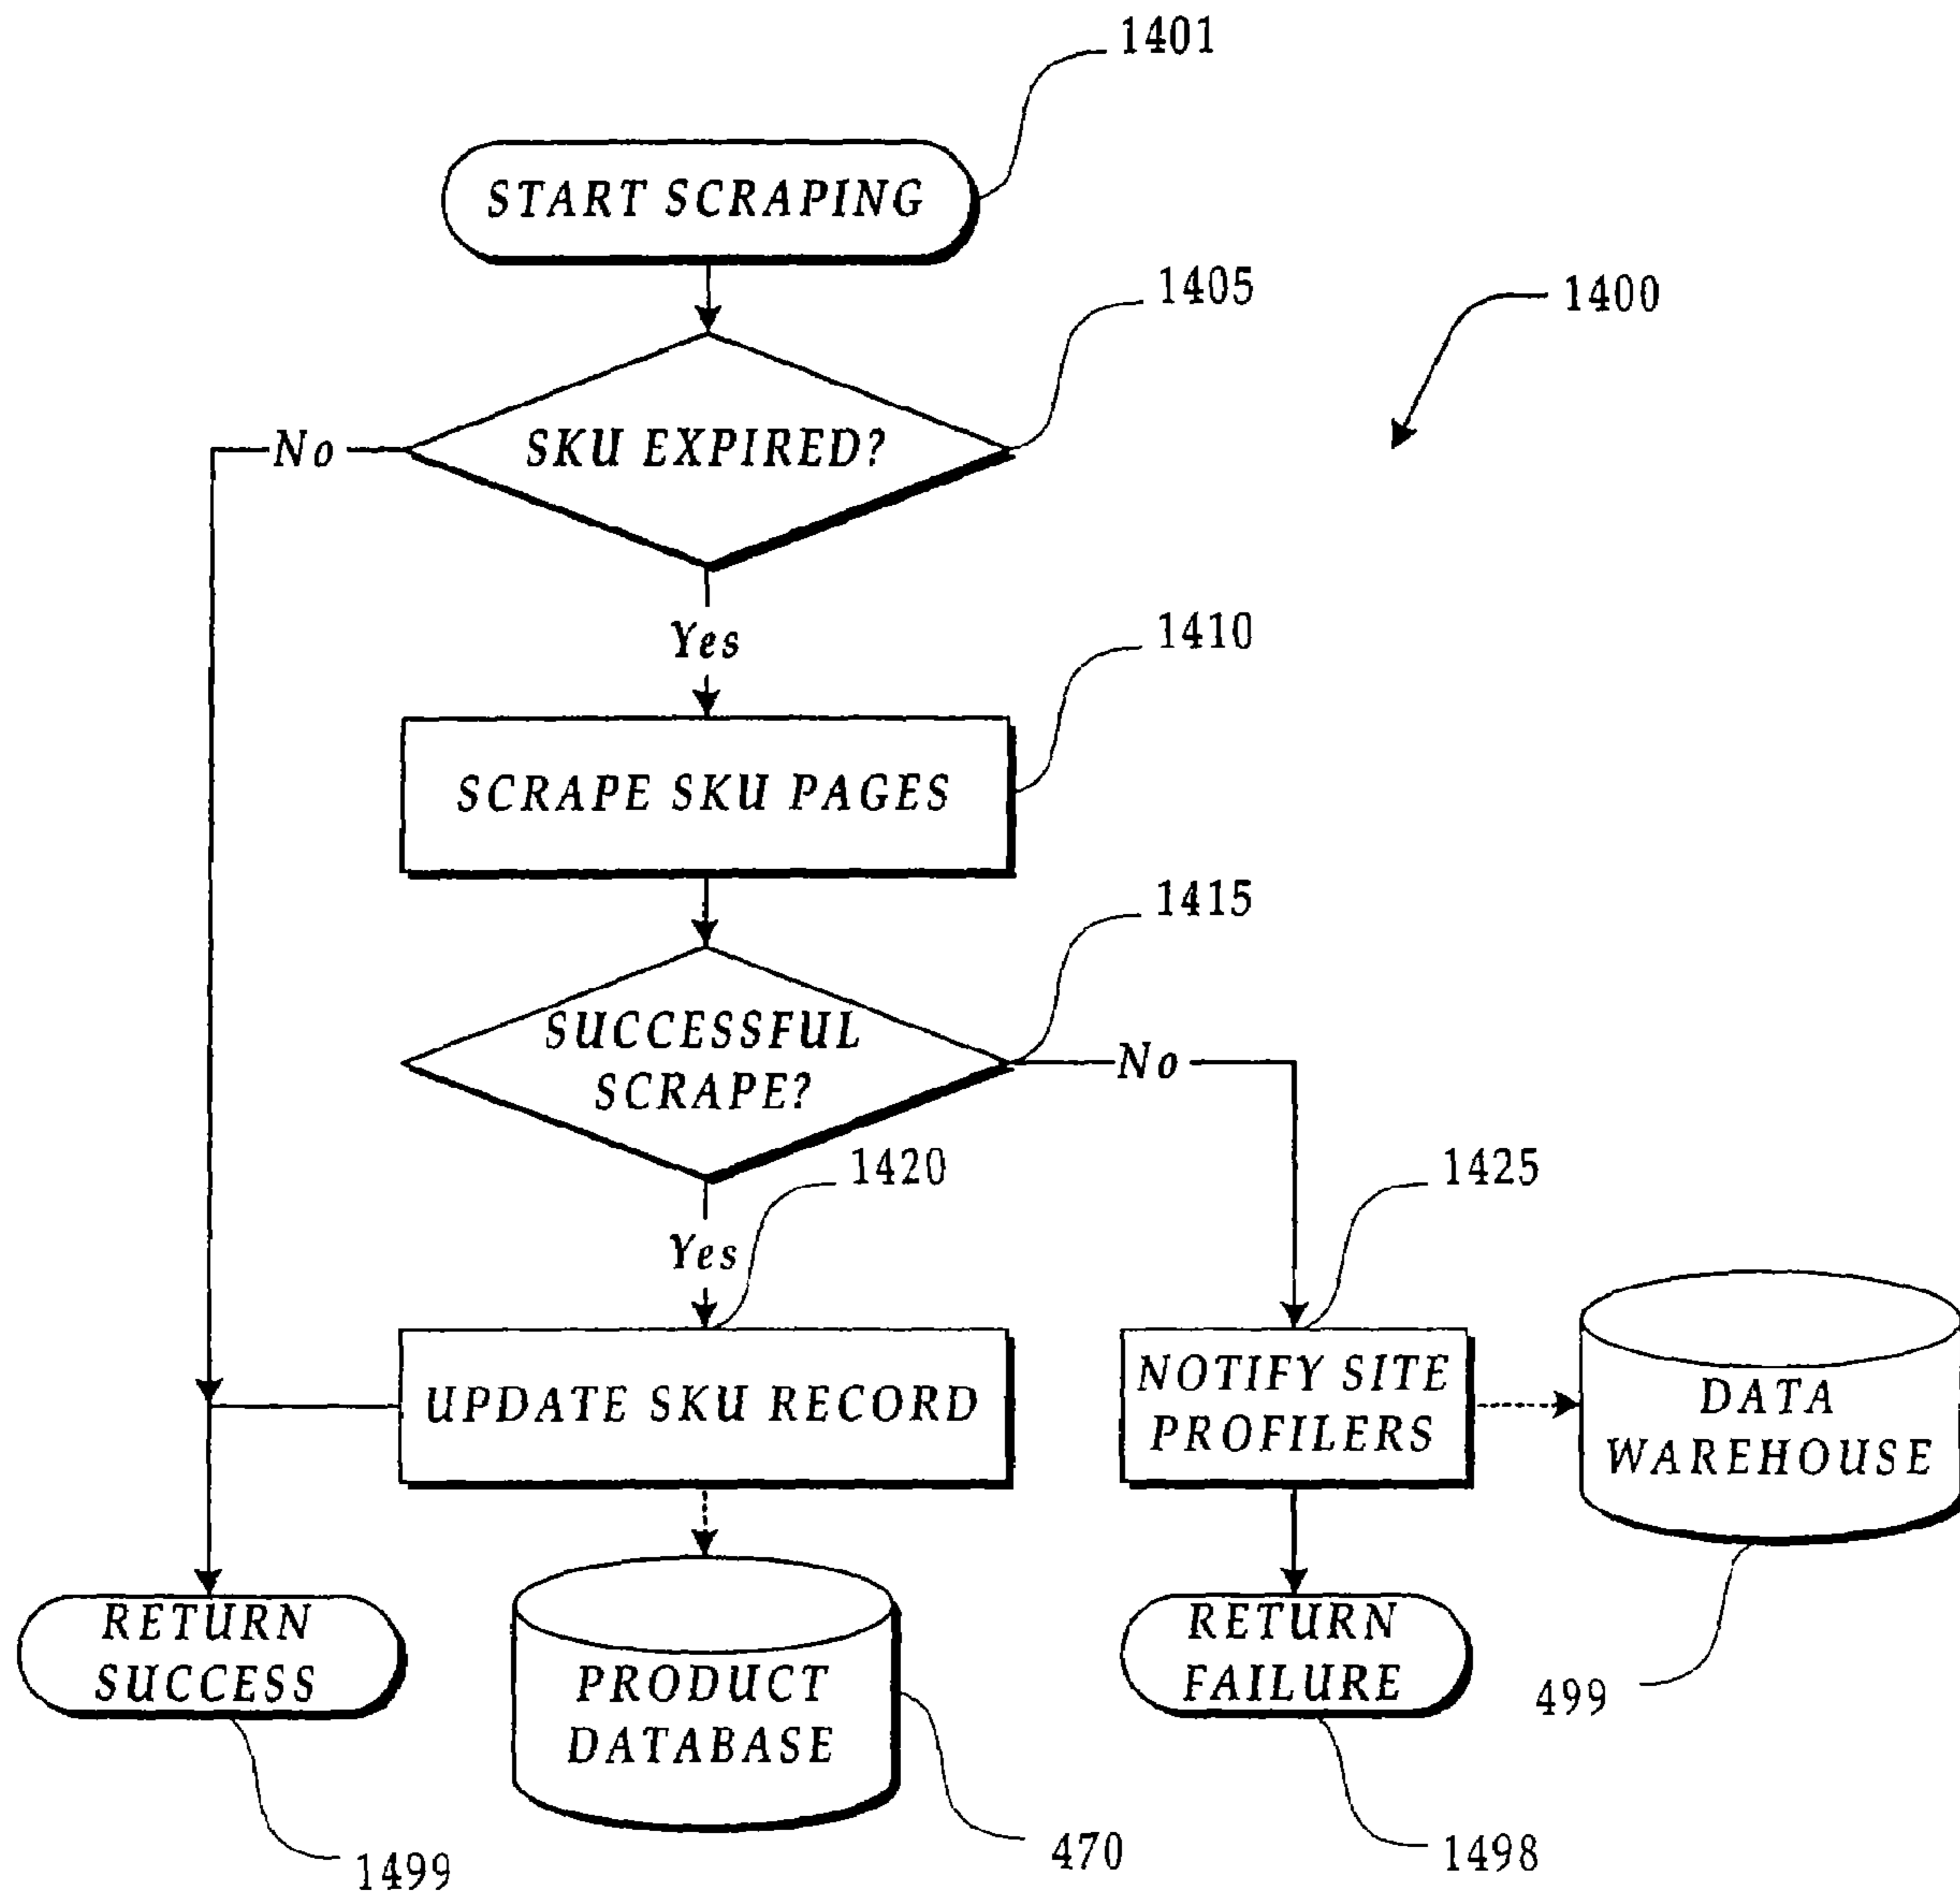 1401
START SCRAPING
1405
1400
SKU EXPIRED?
No
Yes
1410
SCRAPE SKU PAGES
1415
SUCCESSFUL
SCRAPE?
No
1420
1425
Yes
UPDATE SKU RECORD
NOTIFY SITE
PROFILERS
DATA
WAREHOUSE
RETURN
SUCCESS
PRODUCT
DATABASE
RETURN
FAILURE
499
1499
470
1498